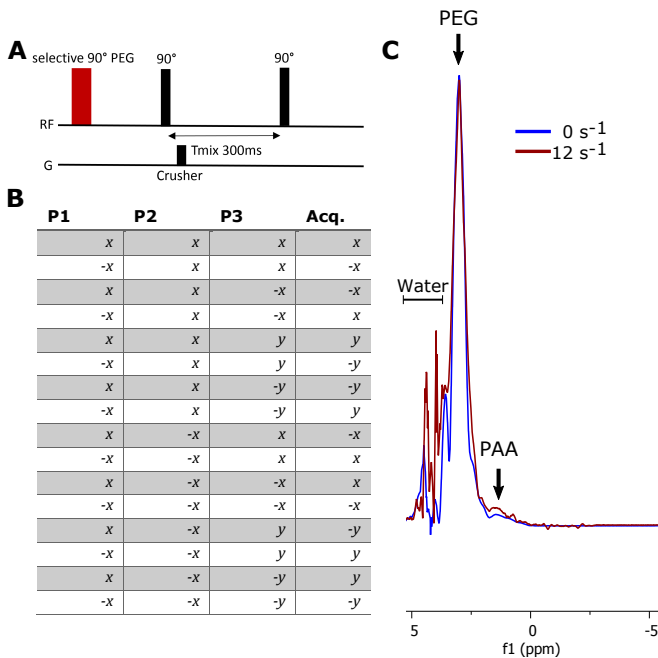 A
selective 90° PEG
90°
90°
RF
Tmix 300ms
G
Crusher
B
P1 P2 P3 Acq.
x x x x
-x x x -x
x x -x -x
-x x -x x
x x y y
-x x y -y
x x -y -y
-x x -y y
x -x x -x
-x -x x x
x -x -x x
-x -x -x -x
x -x y -y
-x -x y y
x -x -y y
-x -x -y -y
C
PEG
0 s⁻¹
12 s⁻¹
Water
PAA
5 0 -5
f1 (ppm)